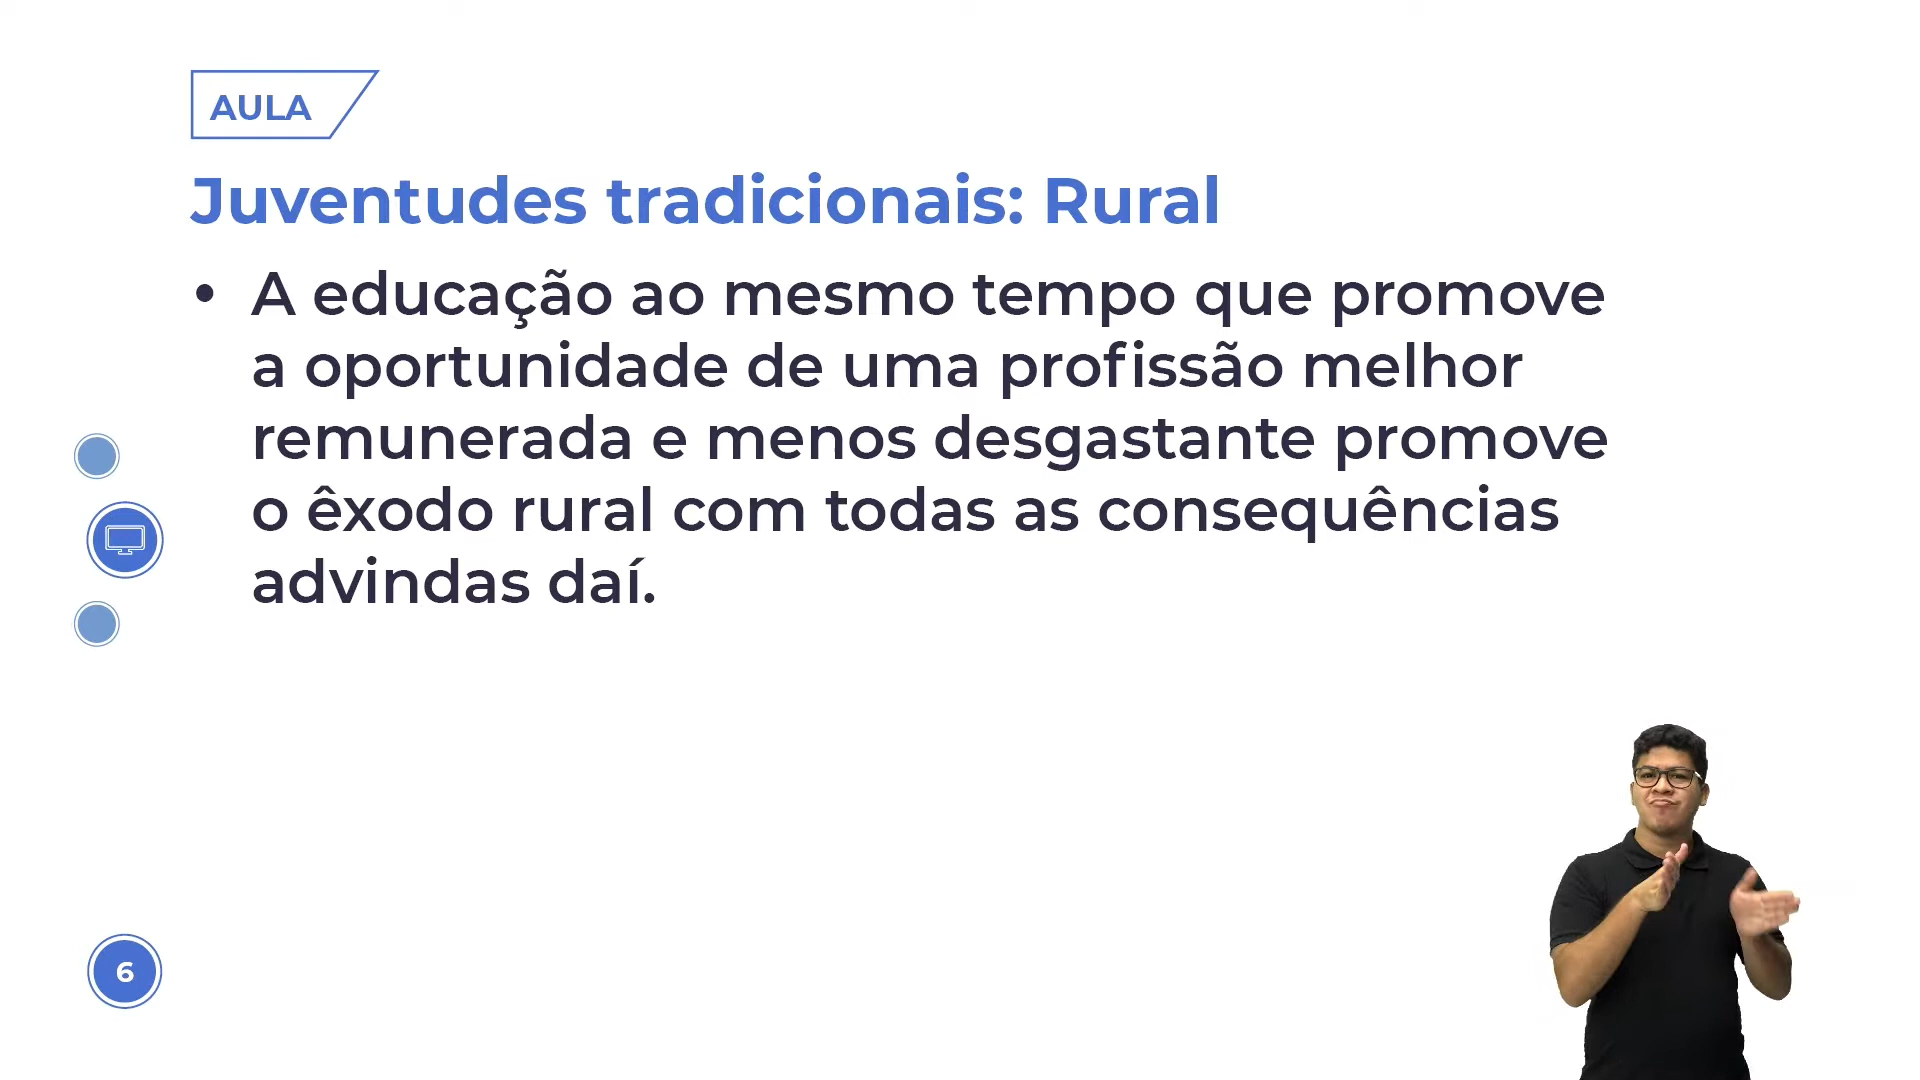 AULA
Juventudes tradicionais: Rural
• A educação ao mesmo tempo que promove
a oportunidade de uma profissão melhor
remunerada e menos desgastante promove
o êxodo rural com todas as consequências
advindas daí.
6